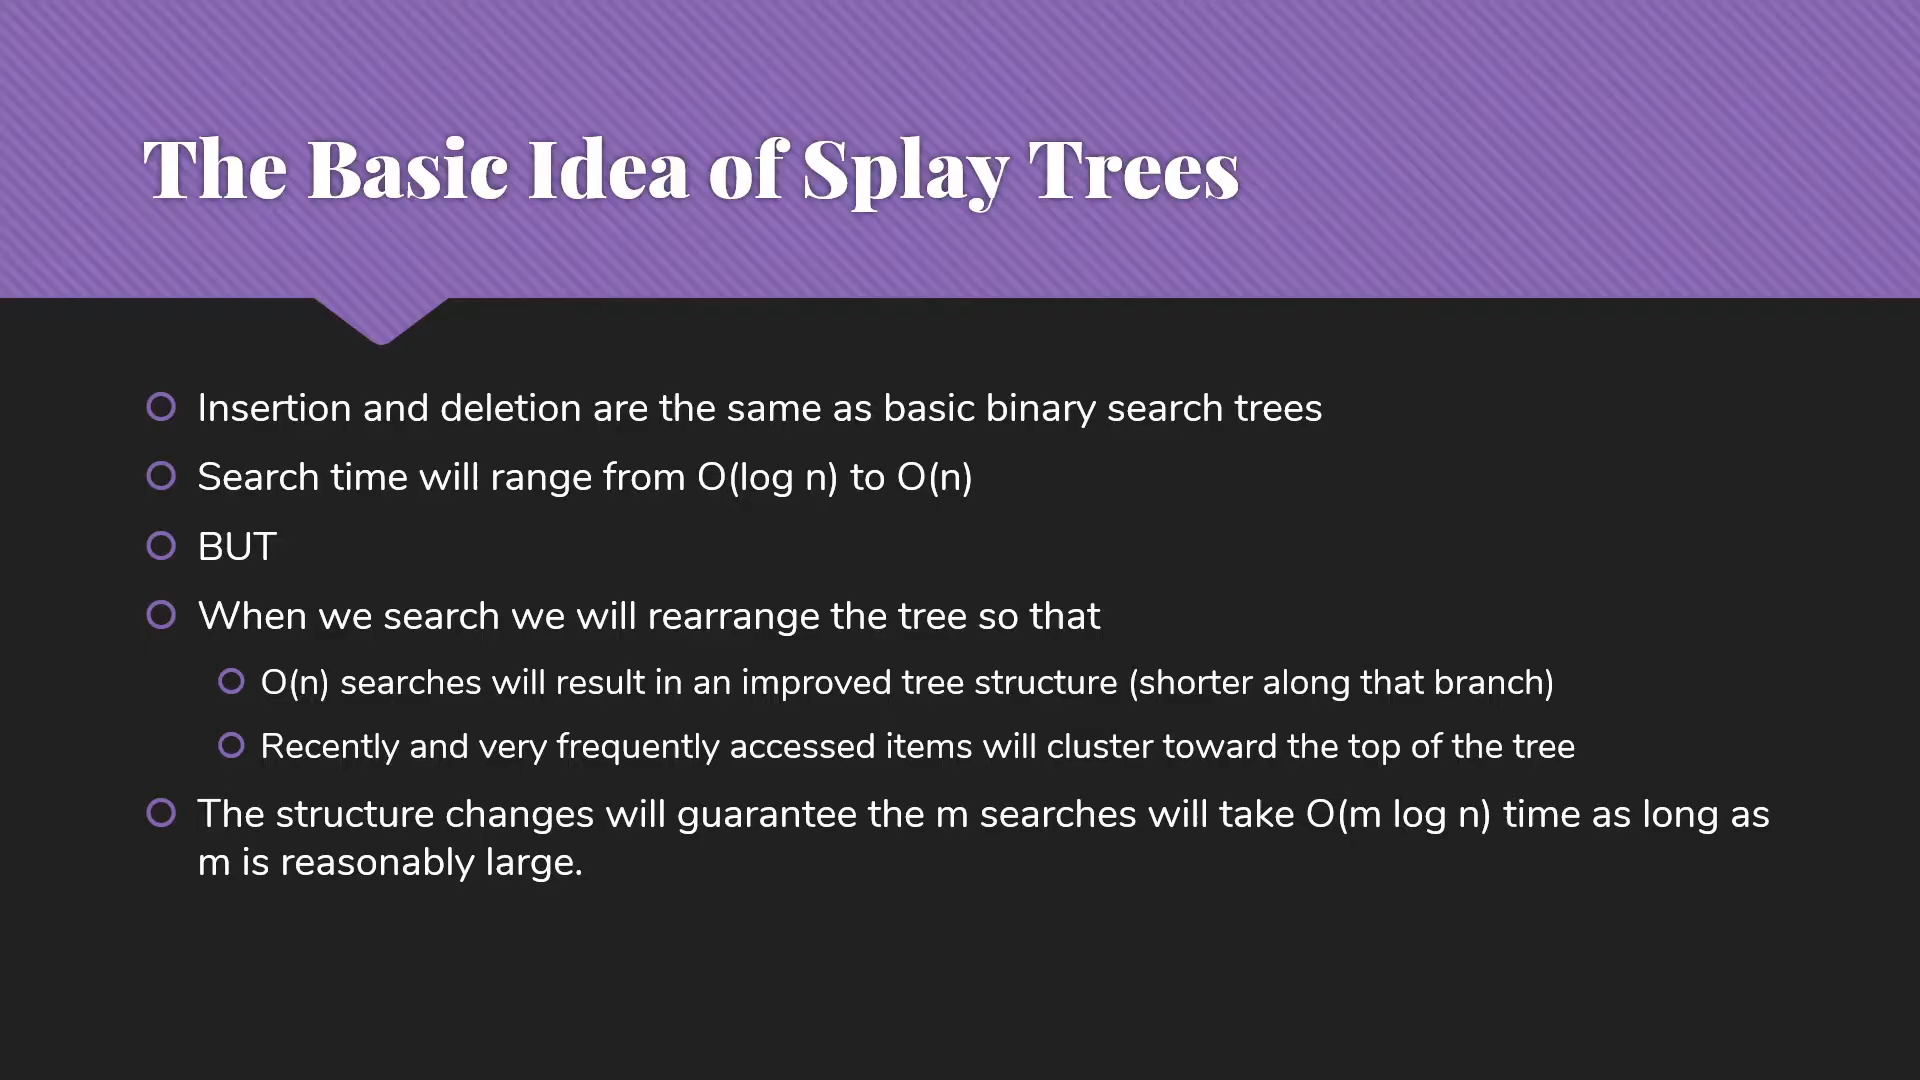 The Basic Idea of Splay Trees
Insertion and deletion are the same as basic binary search trees
Search time will range from O(log n) to O(n)
BUT
When we search we will rearrange the tree so that
O(n) searches will result in an improved tree structure (shorter along that branch)
Recently and very frequently accessed items will cluster toward the top of the tree
The structure changes will guarantee the m searches will take O(m log n) time as long as
m is reasonably large.